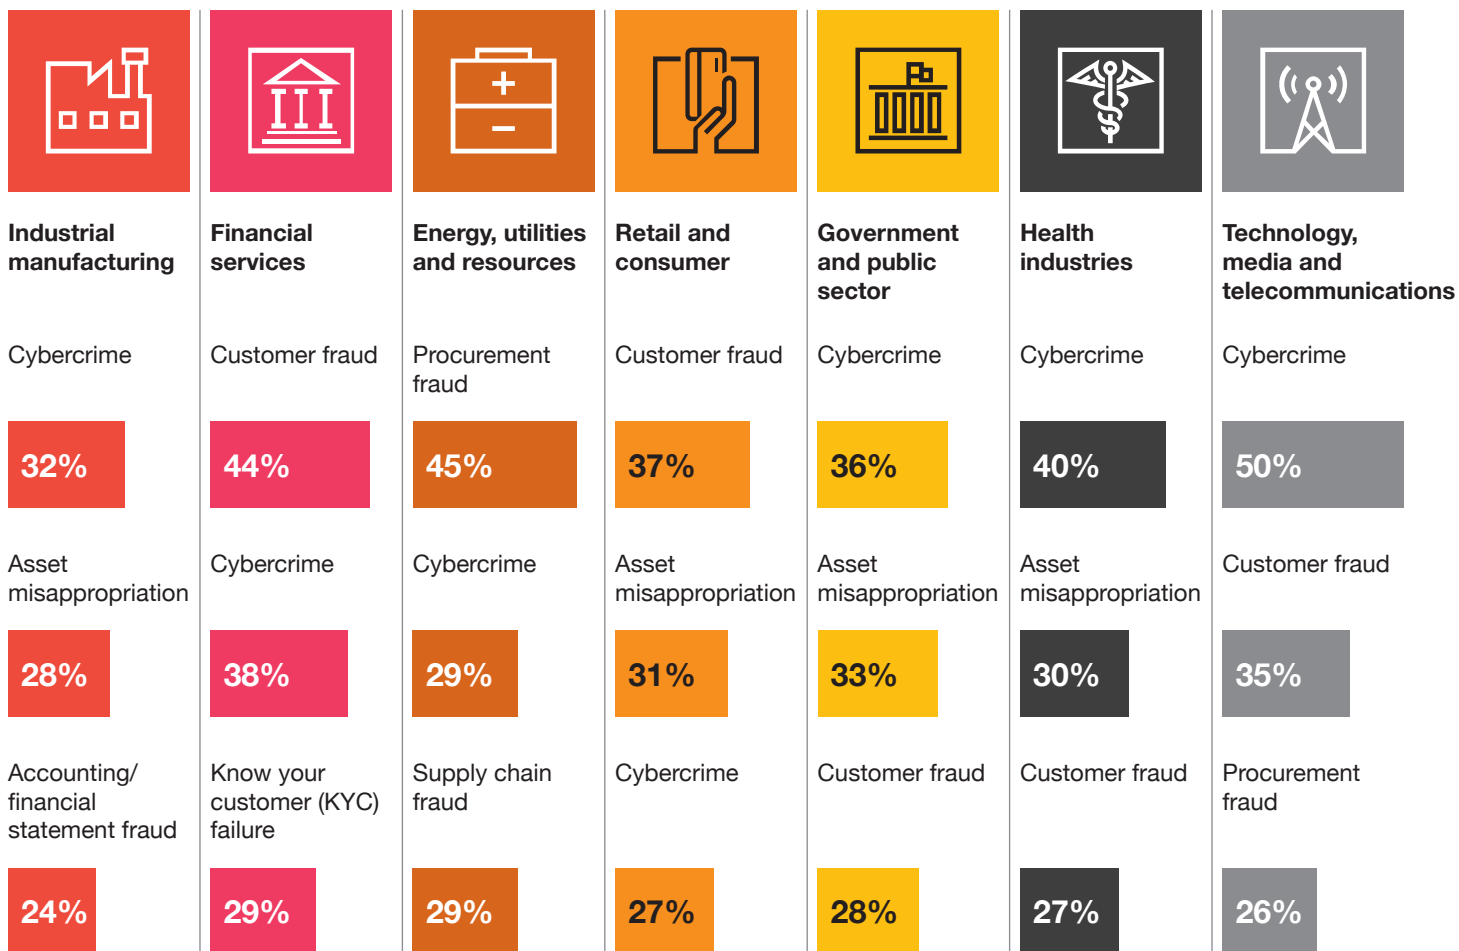 Industrial
manufacturing
Financial
services
Energy, utilities
and resources
Retail and
consumer
Government
and public
sector
Health
industries
Technology,
media and
telecommunications
Cybercrime
Customer fraud
Procurement
fraud
Customer fraud
Cybercrime
Cybercrime
Cybercrime
32%
44%
45%
37%
36%
40%
50%
Asset
misappropriation
Cybercrime
Cybercrime
Asset
misappropriation
Asset
misappropriation
Asset
misappropriation
Customer fraud
28%
38%
29%
31%
33%
30%
35%
Accounting/
financial
statement fraud
Know your
customer (KYC)
failure
Supply chain
fraud
Cybercrime
Customer fraud
Customer fraud
Procurement
fraud
24%
29%
29%
27%
28%
27%
26%